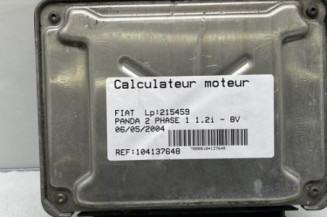 Calculateur moteur
FIAT Lp:215459
PANDA 2 PHASE 1 1.2i - 8V
06/05/2004
REF:104137648